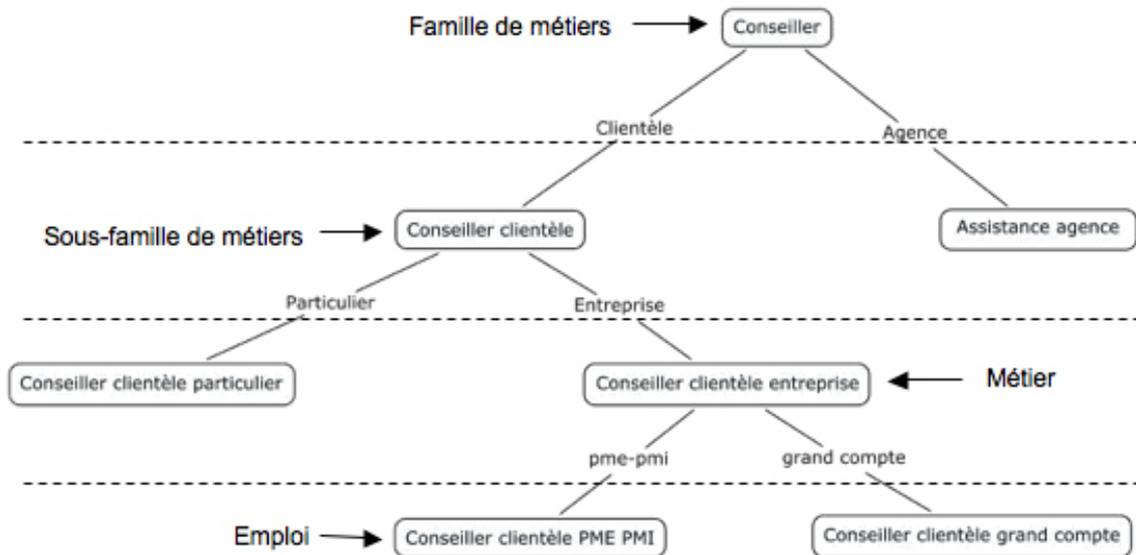 Famille de métiers
Conseiller
Clientèle
Agence
Sous-famille de métiers
Conseiller clientèle
Assistance agence
Particulier
Entreprise
Conseiller clientèle particulier
Conseiller clientèle entreprise
Métier
pme-pmi
grand compte
Emploi
Conseiller clientèle PME PMI
Conseiller clientèle grand compte